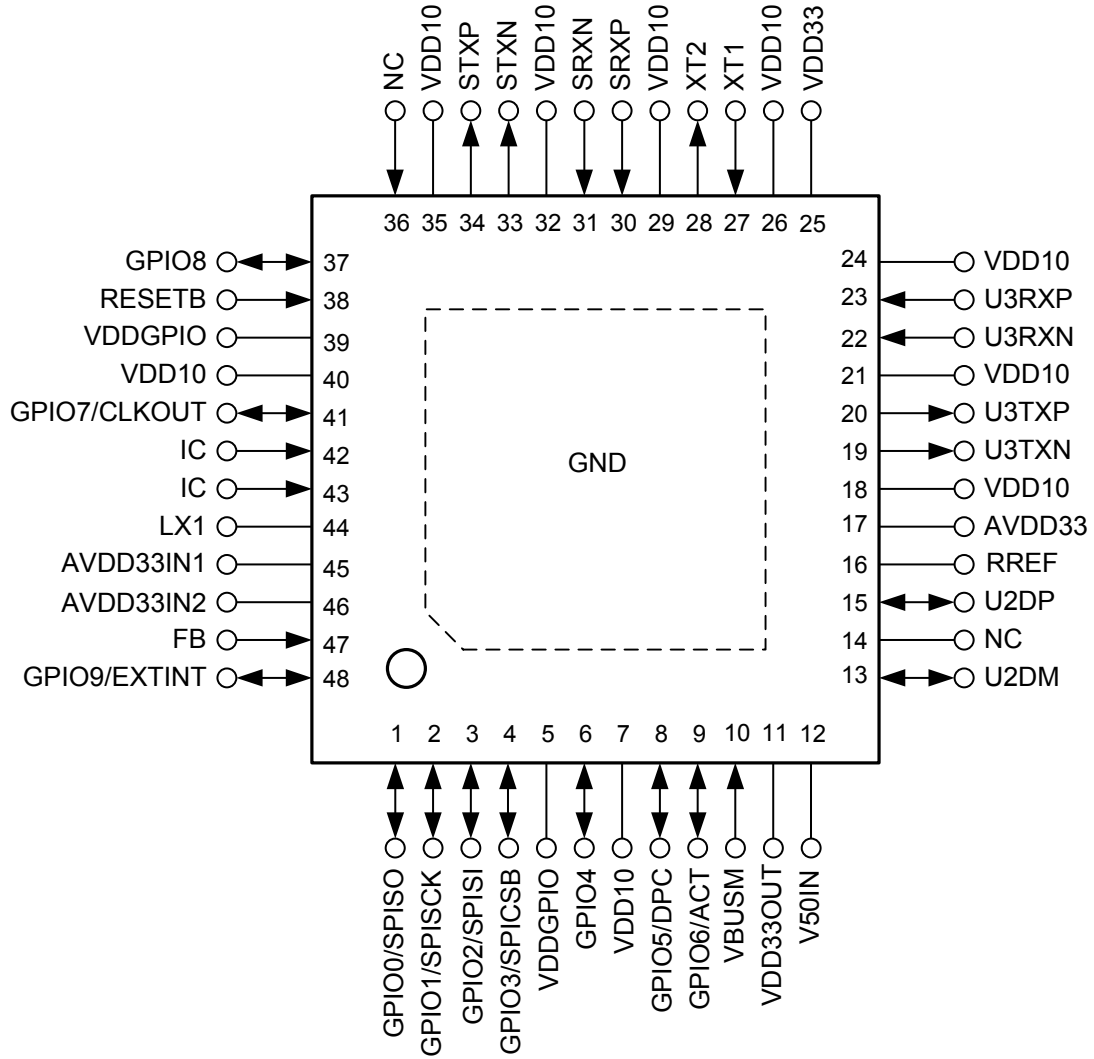 NC
VDD10
STXP
STXN
VDD10
SRXN
SRXP
VDD10
XT2
XT1
VDD10
VDD33
36 35 34 33 32 31 30 29 28 27 26 25
GPIO8 37
RESETB 38
VDDGPIO 39
VDD10 40
GPIO7/CLKOUT 41
IC 42
IC 43
LX1 44
AVDD33IN1 45
AVDD33IN2 46
FB 47
GPIO9/EXTINT 48
GND
24 VDD10
23 U3RXP
22 U3RXN
21 VDD10
20 U3TXP
19 U3TXN
18 VDD10
17 AVDD33
16 RREF
15 U2DP
14 NC
13 U2DM
1 2 3 4 5 6 7 8 9 10 11 12
GPIO0/SPISO
GPIO1/SPISCK
GPIO2/SPISI
GPIO3/SPICSB
VDDGPIO
GPIO4
VDD10
GPIO5/DPC
GPIO6/ACT
VBUSM
VDD33OUT
V50IN